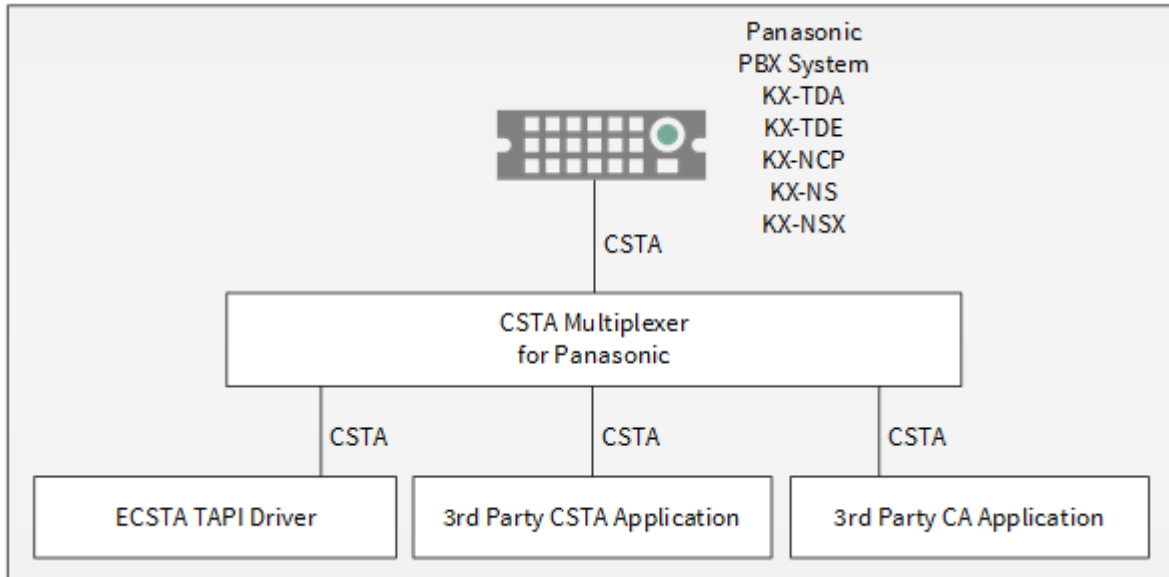 Panasonic
PBX System
KX-TDA
KX-TDE
KX-NCP
KX-NS
KX-NSX
CSTA
CSTA Multiplexer
for Panasonic
CSTA
CSTA
CSTA
ECSTA TAPI Driver
3rd Party CSTA Application
3rd Party CA Application